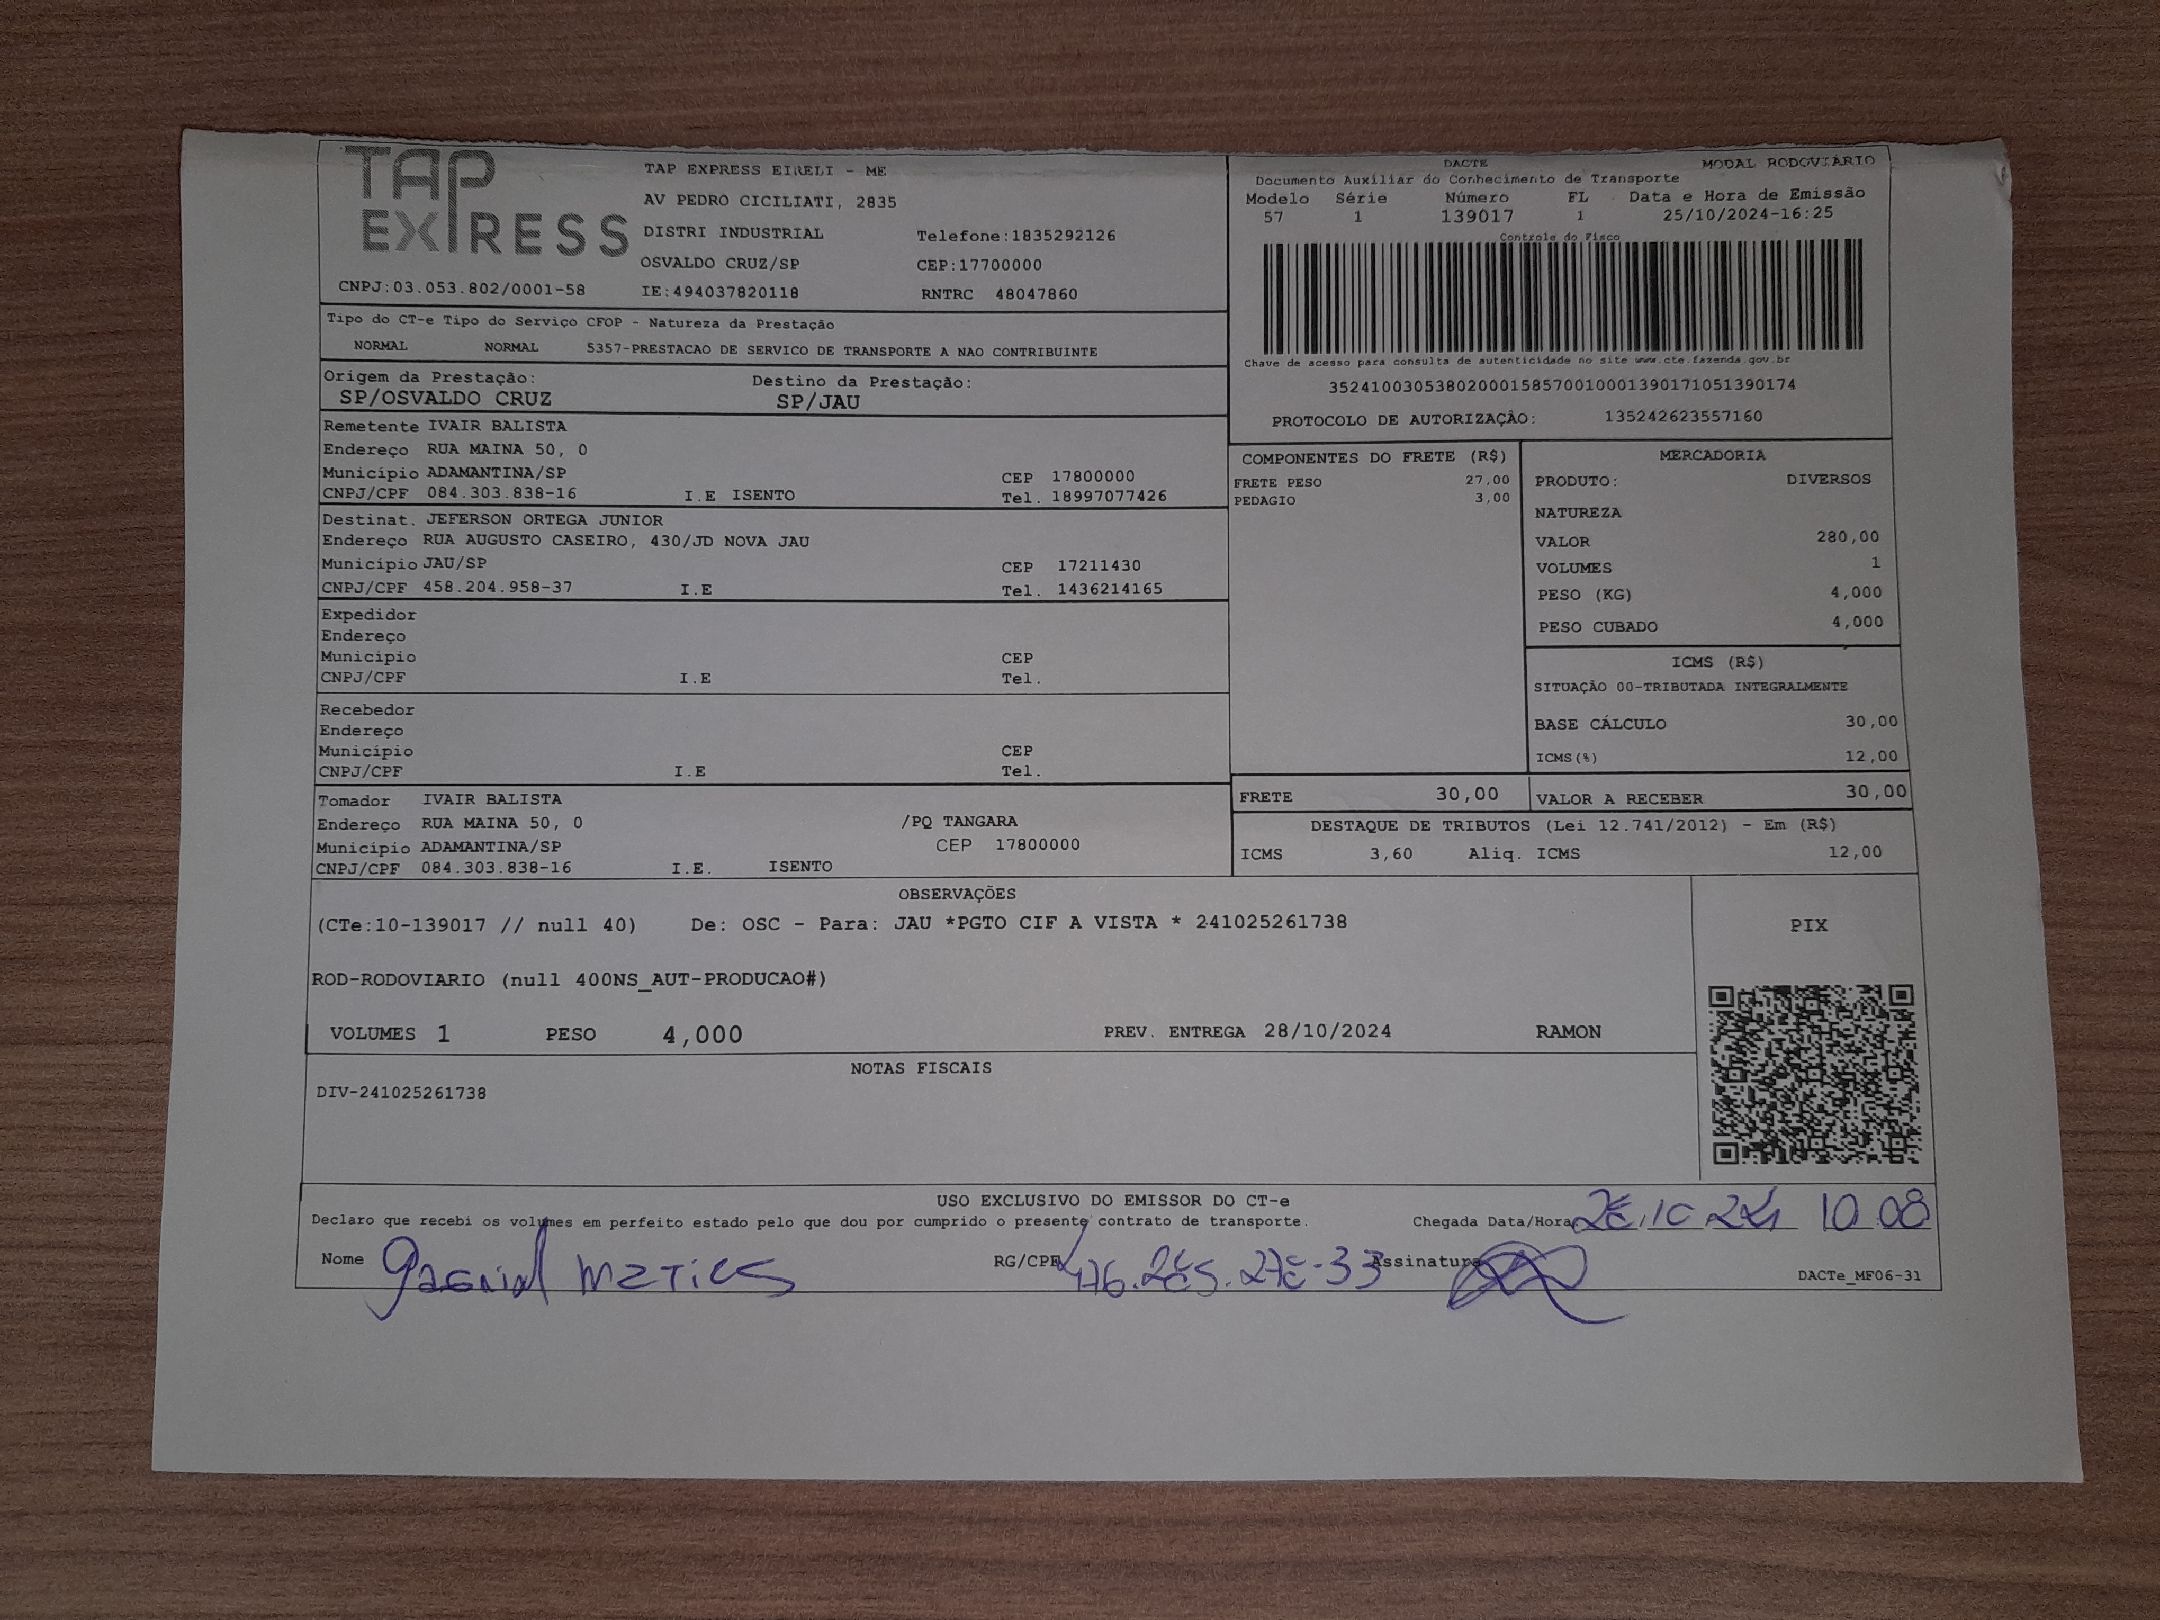 TAP EXPRESS
TAP EXPRESS EIRELI - ME
AV PEDRO CICILIATI, 2835
DISTRI INDUSTRIAL Telefone:1835292126
OSVALDO CRUZ/SP CEP:17700000
CNPJ:03.053.802/0001-58 IE:494037820118 RNTRC 48047860
DACTE MODAL RODOVIÁRIO
Documento Auxiliar do Conhecimento de Transporte
Modelo Série Número FL Data e Hora de Emissão
57 1 139017 1 25/10/2024-16:25
Controle do Fisco
Chave de acesso para consulta de autenticidade no site www.cte.fazenda.gov.br
35241003053802000158570010001390171051390174
PROTOCOLO DE AUTORIZAÇÃO: 135242623557160
Tipo do CT-e Tipo do Serviço CFOP - Natureza da Prestação
NORMAL NORMAL 5357-PRESTACAO DE SERVICO DE TRANSPORTE A NAO CONTRIBUINTE
Origem da Prestação: Destino da Prestação:
SP/OSVALDO CRUZ SP/JAU
Remetente IVAIR BALISTA
Endereço RUA MAINA 50, 0
Município ADAMANTINA/SP CEP 17800000
CNPJ/CPF 084.303.838-16 I.E ISENTO Tel. 18997077426
Destinat. JEFERSON ORTEGA JUNIOR
Endereço RUA AUGUSTO CASEIRO, 430/JD NOVA JAU
Município JAU/SP CEP 17211430
CNPJ/CPF 458.204.958-37 I.E Tel. 1436214165
Expedidor
Endereço
Município CEP
CNPJ/CPF I.E Tel.
Recebedor
Endereço
Município CEP
CNPJ/CPF I.E Tel.
Tomador IVAIR BALISTA
Endereço RUA MAINA 50, 0 /PQ TANGARA
Município ADAMANTINA/SP CEP 17800000
CNPJ/CPF 084.303.838-16 I.E. ISENTO
COMPONENTES DO FRETE (R$)
FRETE PESO 27,00
PEDAGIO 3,00
MERCADORIA
PRODUTO: DIVERSOS
NATUREZA
VALOR 280,00
VOLUMES 1
PESO (KG) 4,000
PESO CUBADO 4,000
ICMS (R$)
SITUAÇÃO 00-TRIBUTADA INTEGRALMENTE
BASE CÁLCULO 30,00
ICMS(%) 12,00
FRETE 30,00 VALOR A RECEBER 30,00
DESTAQUE DE TRIBUTOS (Lei 12.741/2012) - Em (R$)
ICMS 3,60 Aliq. ICMS 12,00
OBSERVAÇÕES
(CTe:10-139017 // null 40) De: OSC - Para: JAU *PGTO CIF A VISTA * 241025261738
PIX
ROD-RODOVIARIO (null 400NS_AUT-PRODUCAO#)
VOLUMES 1 PESO 4,000 PREV. ENTREGA 28/10/2024 RAMON
NOTAS FISCAIS
DIV-241025261738
USO EXCLUSIVO DO EMISSOR DO CT-e
Declaro que recebi os volumes em perfeito estado pelo que dou por cumprido o presente contrato de transporte. Chegada Data/Hora 10 08
Nome RG/CPF Assinatura
DACTe_MF06-31